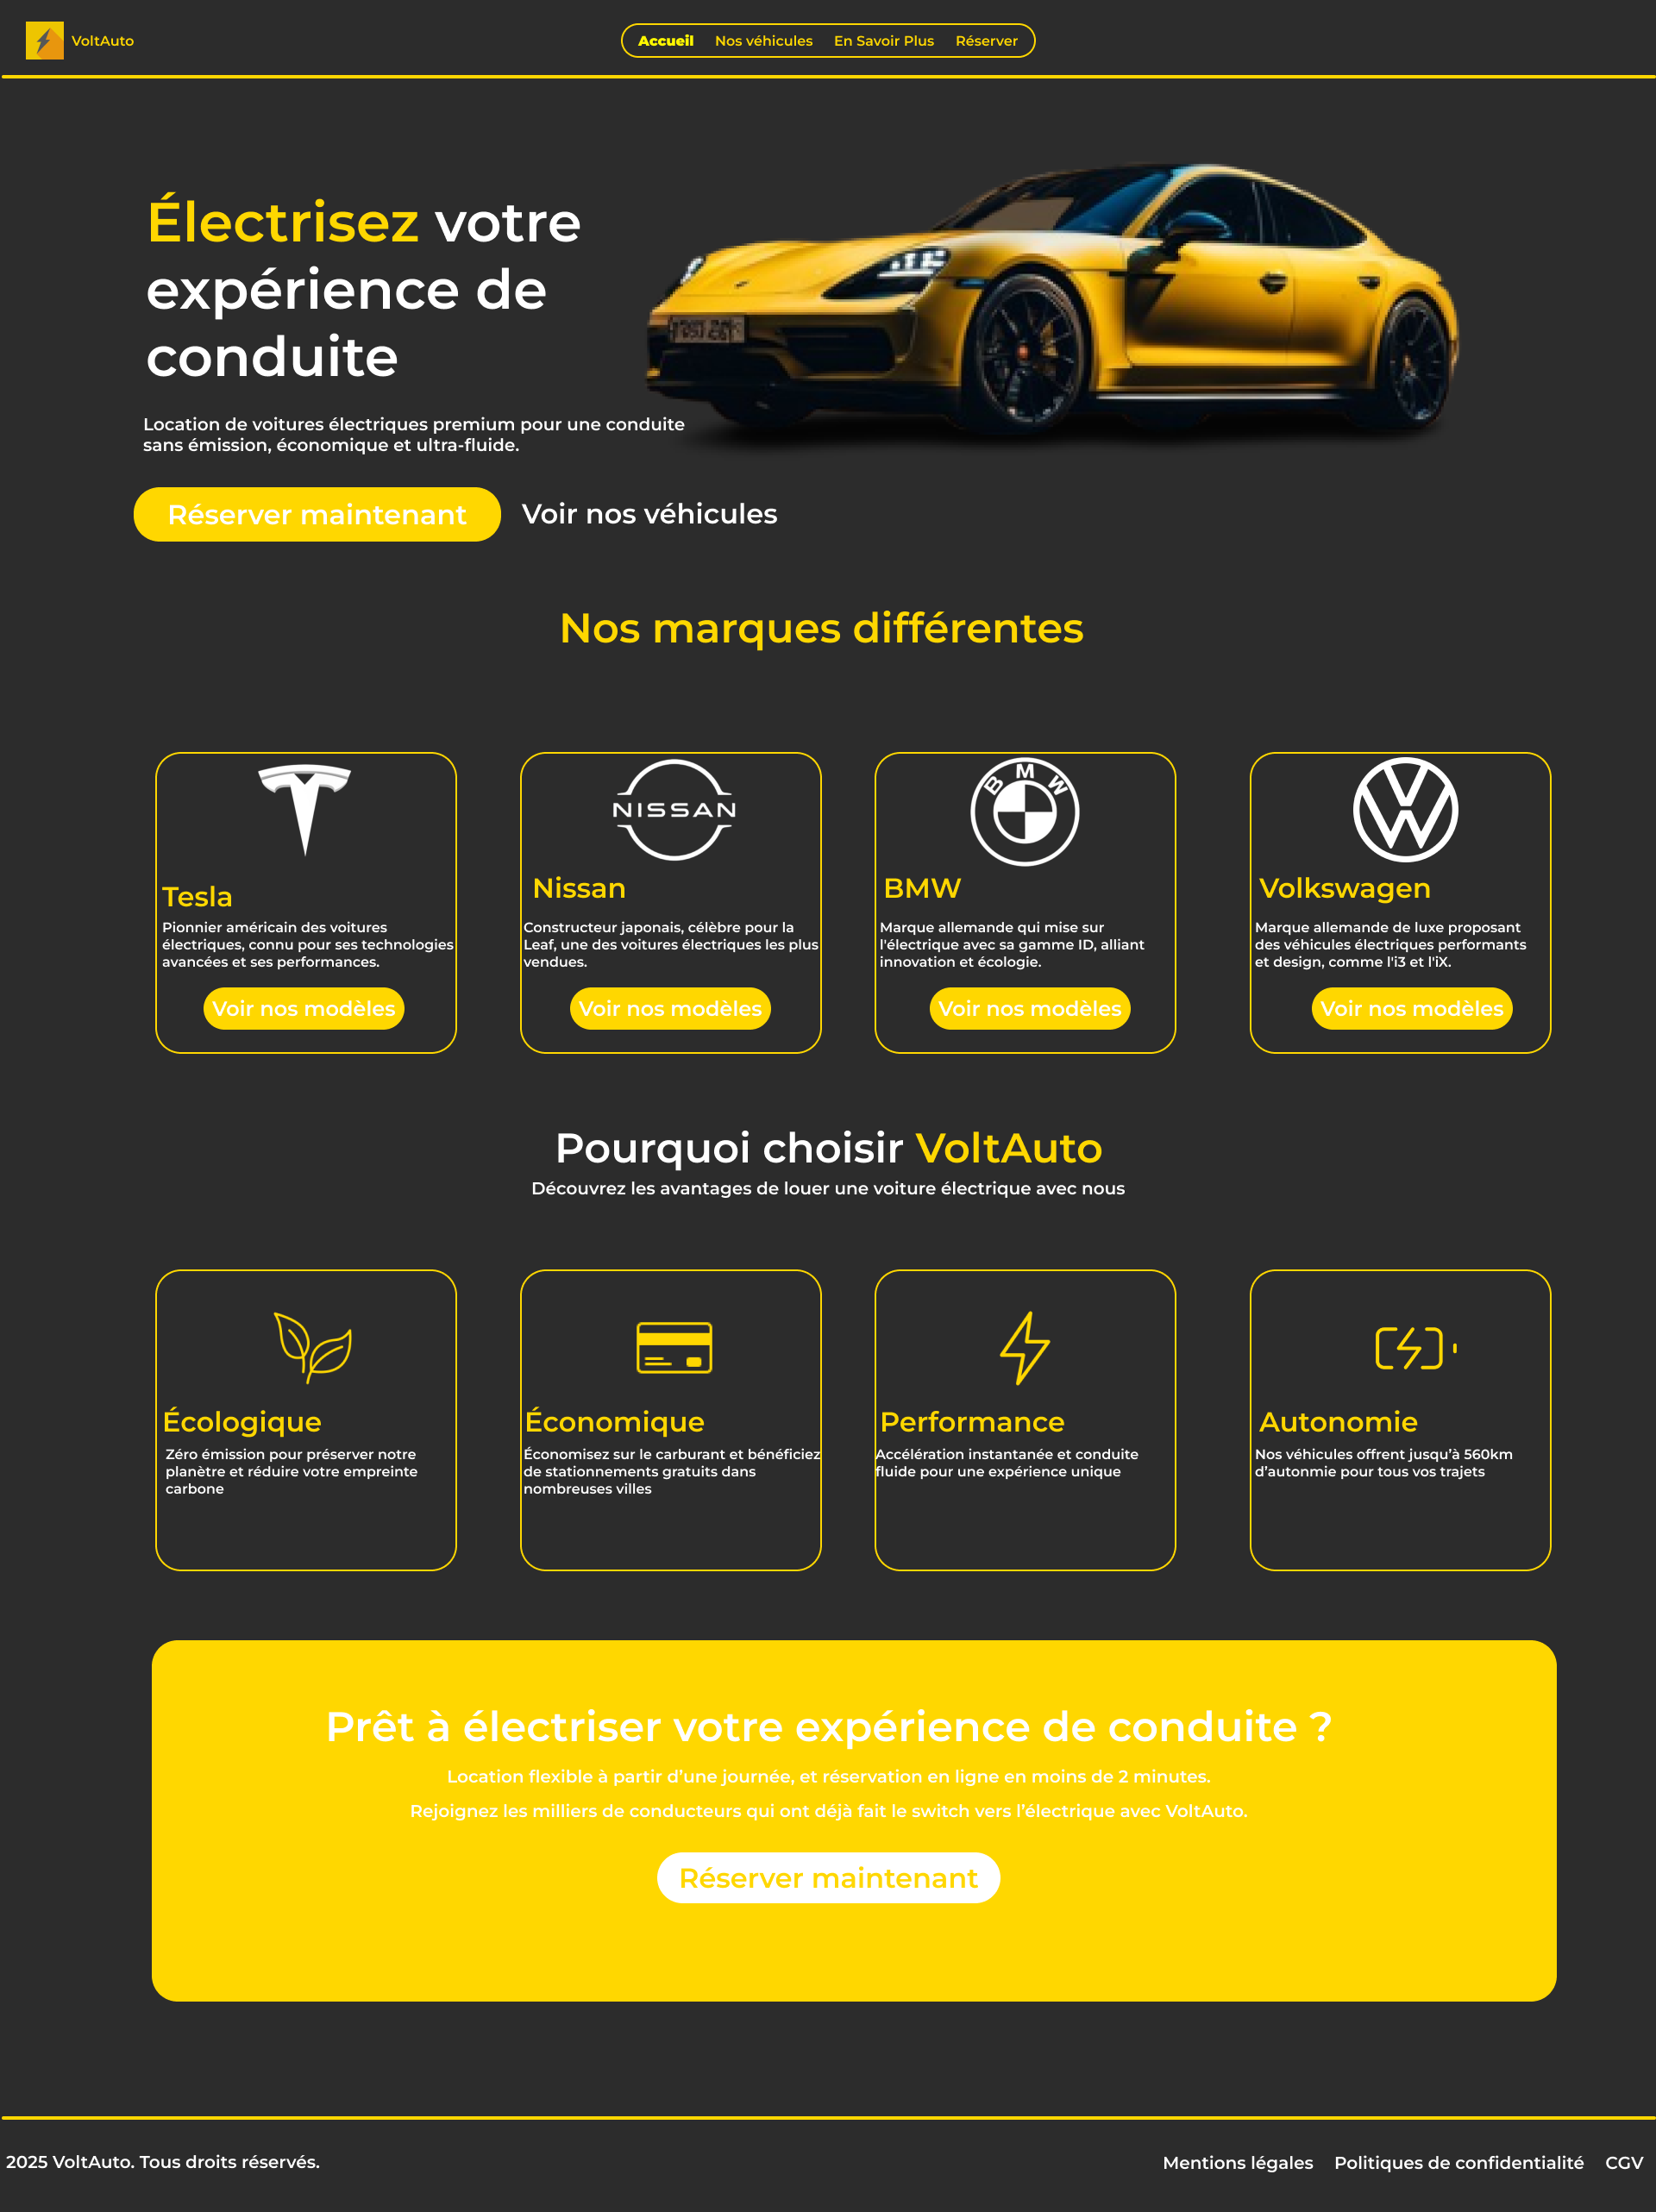 VoltAuto
Accueil Nos véhicules En Savoir Plus Réserver
Électrisez votre
expérience de
conduite
Location de voitures électriques premium pour une conduite
sans émission, économique et ultra-fluide.
Réserver maintenant Voir nos véhicules
Nos marques différentes
Tesla
Pionnier américain des voitures
électriques, connu pour ses technologies
avancées et ses performances.
Voir nos modèles
NISSAN
Nissan
Constructeur japonais, célèbre pour la
Leaf, une des voitures électriques les plus
vendues.
Voir nos modèles
BMW
BMW
Marque allemande qui mise sur
l'électrique avec sa gamme ID, alliant
innovation et écologie.
Voir nos modèles
Volkswagen
Marque allemande de luxe proposant
des véhicules électriques performants
et design, comme l'i3 et l'iX.
Voir nos modèles
Pourquoi choisir VoltAuto
Découvrez les avantages de louer une voiture électrique avec nous
Écologique
Zéro émission pour préserver notre
planètre et réduire votre empreinte
carbone
Économique
Économisez sur le carburant et bénéficiez
de stationnements gratuits dans
nombreuses villes
Performance
Accélération instantanée et conduite
fluide pour une expérience unique
Autonomie
Nos véhicules offrent jusqu’à 560km
d’autonmie pour tous vos trajets
Prêt à électriser votre expérience de conduite ?
Location flexible à partir d’une journée, et réservation en ligne en moins de 2 minutes.
Rejoignez les milliers de conducteurs qui ont déjà fait le switch vers l’électrique avec VoltAuto.
Réserver maintenant
2025 VoltAuto. Tous droits réservés.
Mentions légales Politiques de confidentialité CGV